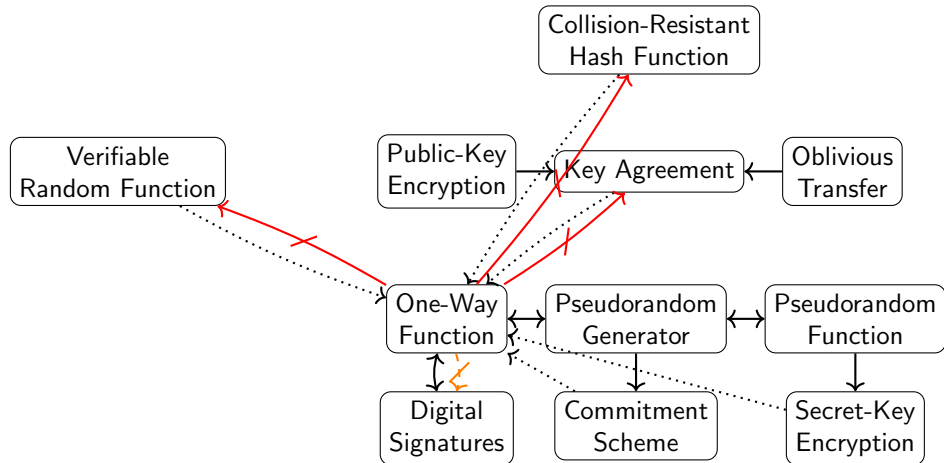 Collision-Resistant
Hash Function
Verifiable
Random Function
Public-Key
Encryption
Key Agreement
Oblivious
Transfer
One-Way
Function
Pseudorandom
Generator
Pseudorandom
Function
Digital
Signatures
Commitment
Scheme
Secret-Key
Encryption